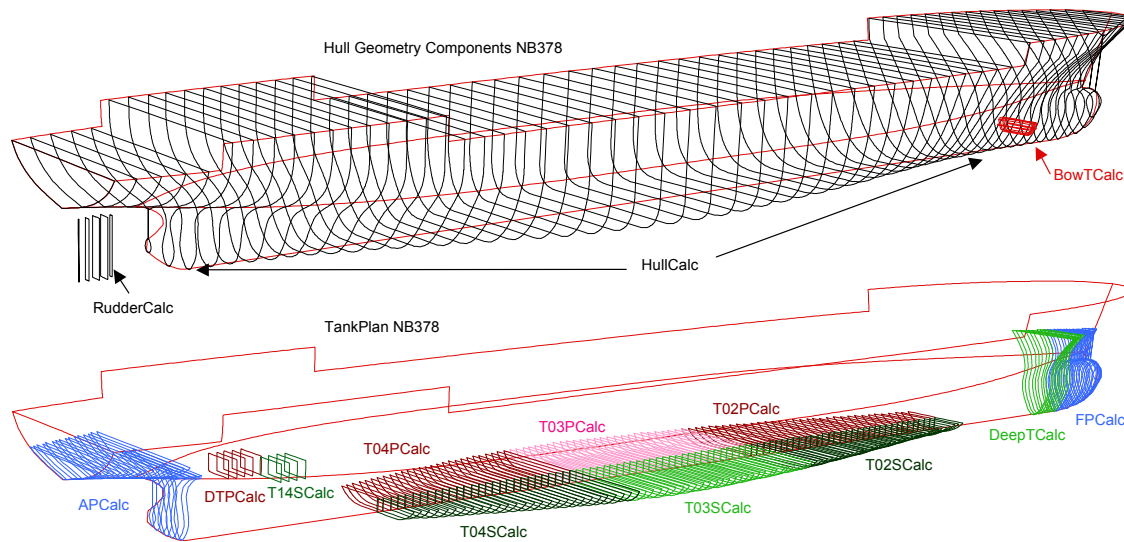 Hull Geometry Components NB378
BowTCalc
HullCalc
RudderCalc
TankPlan NB378
T02PCalc
T03PCalc
FPCalc
DeepTCalc
T04PCalc
T02SCalc
DTPCalc
T14SCalc
APCalc
T03SCalc
T04SCalc